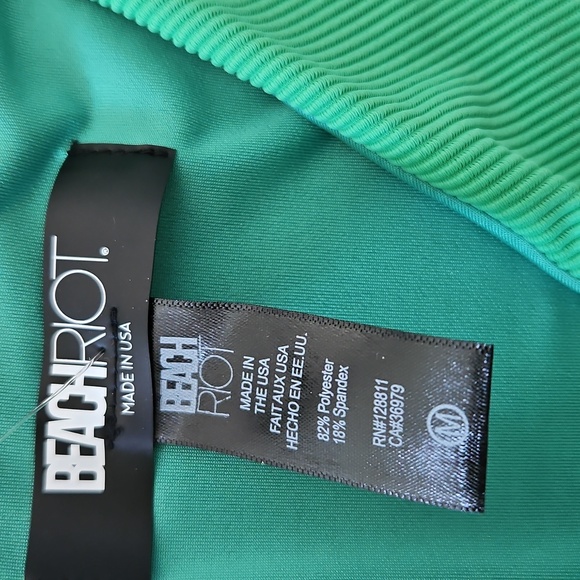 BEACHRIOT®
MADE IN USA
BEACH
RIOT
MADE IN
THE USA
FAIT AUX USA
HECHO EN EE.UU.
82% Polyester
18% Spandex
RN#128811
CA#36979
M